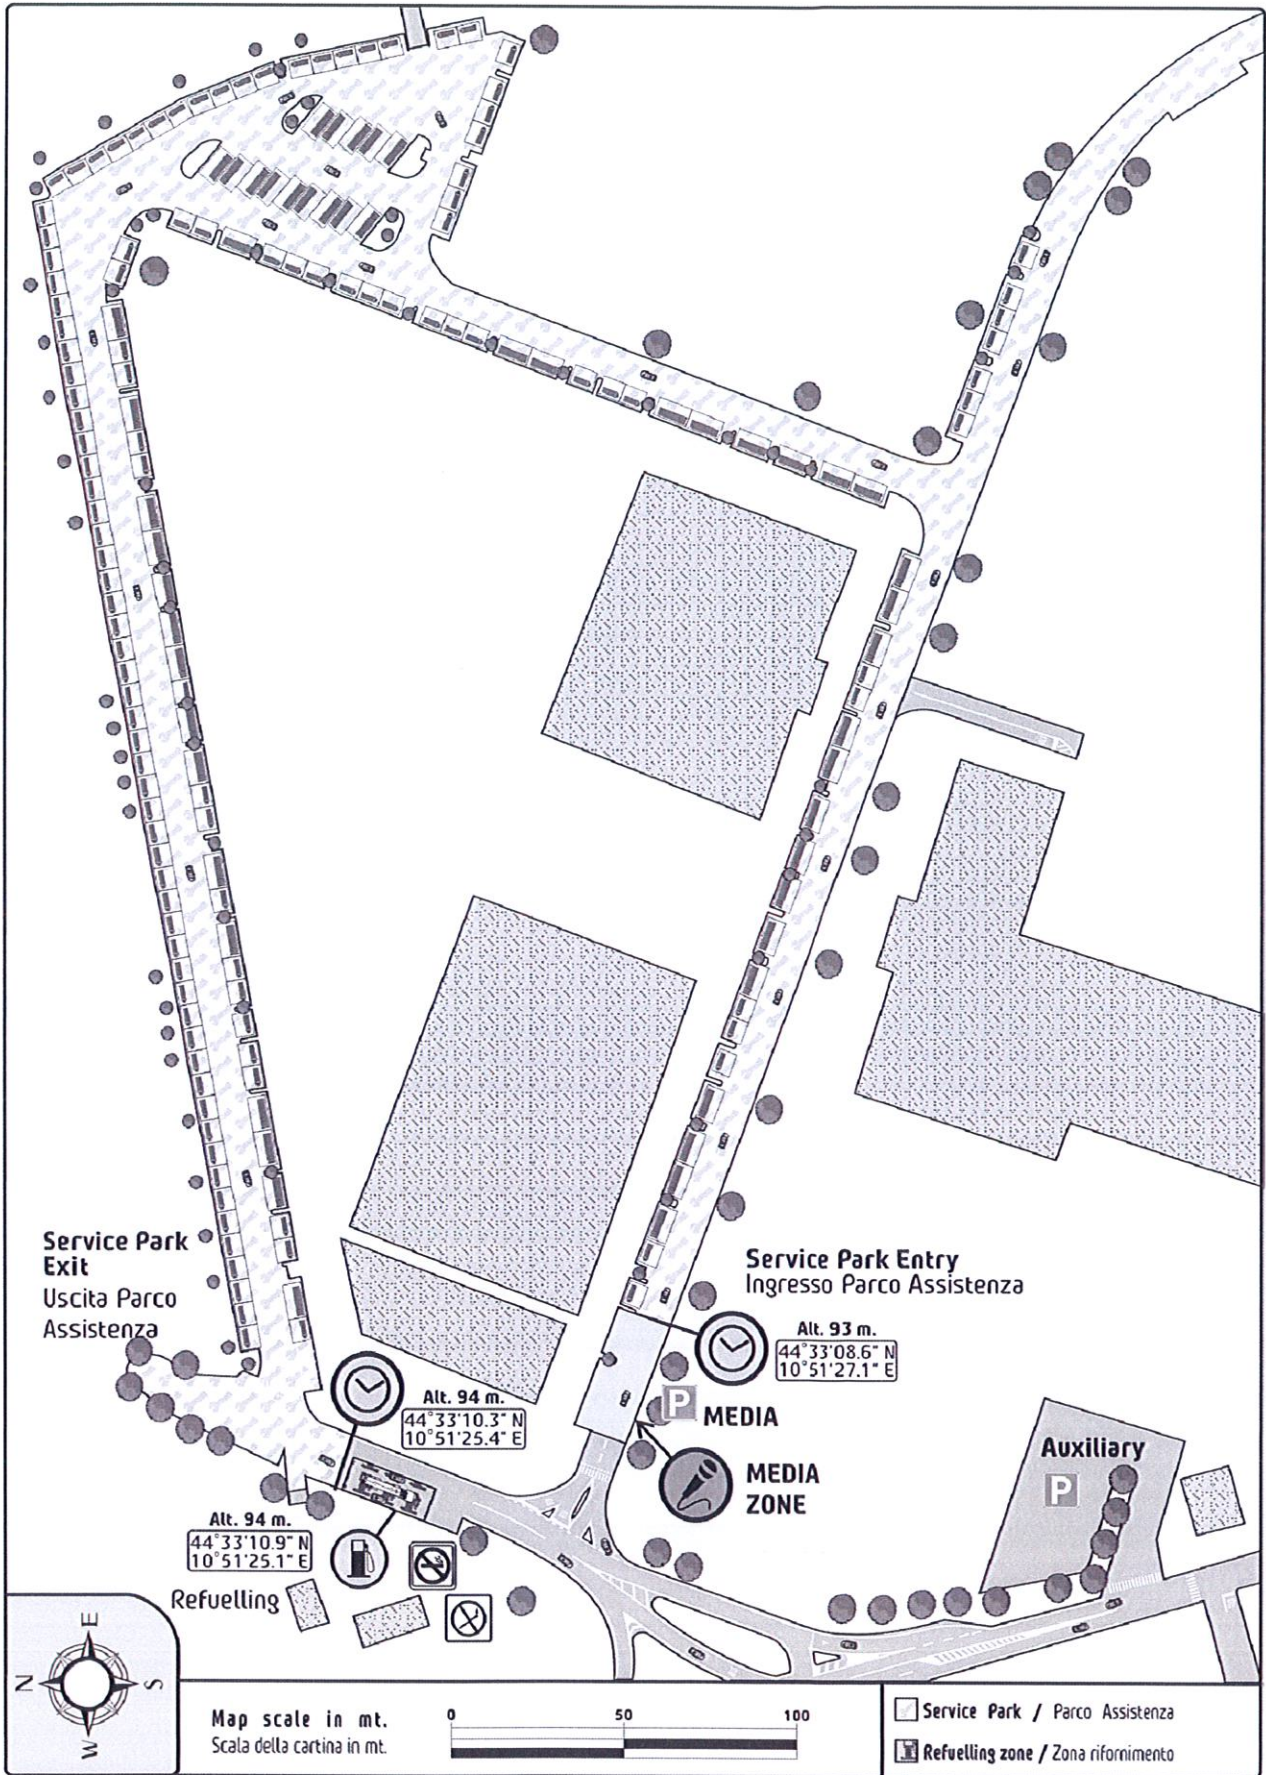 Service Park
Exit
Uscita Parco
Assistenza
Service Park Entry
Ingresso Parco Assistenza
Alt. 93 m.
44°33'08.6" N
10°51'27.1" E
Alt. 94 m.
44°33'10.3" N
10°51'25.4" E
P MEDIA
MEDIA
ZONE
Auxiliary
P
Alt. 94 m.
44°33'10.9" N
10°51'25.1" E
Refuelling
E
N
S
W
Map scale in mt.
Scala della cartina in mt.
0 50 100
Service Park / Parco Assistenza
Refuelling zone / Zona rifornimento